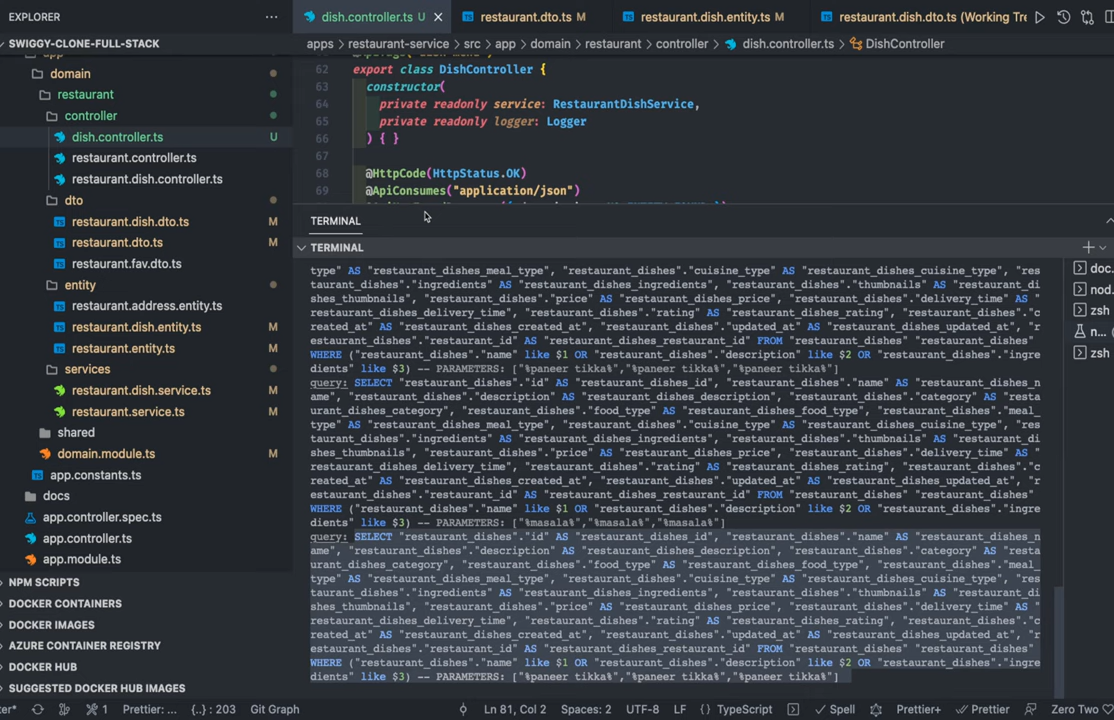 EXPLORER
···
dish.controller.ts U ×
restaurant.dto.ts M
restaurant.dish.entity.ts M
restaurant.dish.dto.ts (Working Tre
SWIGGY-CLONE-FULL-STACK
apps > restaurant-service > src > app > domain > restaurant > controller > dish.controller.ts > DishController
domain
restaurant
controller
dish.controller.ts U
restaurant.controller.ts
restaurant.dish.controller.ts
dto
restaurant.dish.dto.ts M
restaurant.dto.ts M
restaurant.fav.dto.ts
entity
restaurant.address.entity.ts
restaurant.dish.entity.ts M
restaurant.entity.ts M
services
restaurant.dish.service.ts M
restaurant.service.ts M
shared
domain.module.ts M
app.constants.ts
docs
app.controller.spec.ts
app.controller.ts
app.module.ts
NPM SCRIPTS
DOCKER CONTAINERS
DOCKER IMAGES
AZURE CONTAINER REGISTRY
DOCKER HUB
SUGGESTED DOCKER HUB IMAGES
62 export class DishController {
63 constructor(
64 private readonly service: RestaurantDishService,
65 private readonly logger: Logger
66 ) { }
67
68 @HttpCode(HttpStatus.OK)
69 @ApiConsumes("application/json")
TERMINAL
TERMINAL
type" AS "restaurant_dishes_meal_type", "restaurant_dishes"."cuisine_type" AS "restaurant_dishes_cuisine_type", "res
taurant_dishes"."ingredients" AS "restaurant_dishes_ingredients", "restaurant_dishes"."thumbnails" AS "restaurant_di
shes_thumbnails", "restaurant_dishes"."price" AS "restaurant_dishes_price", "restaurant_dishes"."delivery_time" AS "
restaurant_dishes_delivery_time", "restaurant_dishes"."rating" AS "restaurant_dishes_rating", "restaurant_dishes"."c
reated_at" AS "restaurant_dishes_created_at", "restaurant_dishes"."updated_at" AS "restaurant_dishes_updated_at", "r
estaurant_dishes"."restaurant_id" AS "restaurant_dishes_restaurant_id" FROM "restaurant_dishes" "restaurant_dishes"
WHERE ("restaurant_dishes"."name" like $1 OR "restaurant_dishes"."description" like $2 OR "restaurant_dishes"."ingre
dients" like $3) -- PARAMETERS: ["%paneer tikka%","%paneer tikka%","%paneer tikka%"]
query: SELECT "restaurant_dishes"."id" AS "restaurant_dishes_id", "restaurant_dishes"."name" AS "restaurant_dishes_n
ame", "restaurant_dishes"."description" AS "restaurant_dishes_description", "restaurant_dishes"."category" AS "resta
urant_dishes_category", "restaurant_dishes"."food_type" AS "restaurant_dishes_food_type", "restaurant_dishes"."meal_
type" AS "restaurant_dishes_meal_type", "restaurant_dishes"."cuisine_type" AS "restaurant_dishes_cuisine_type", "res
taurant_dishes"."ingredients" AS "restaurant_dishes_ingredients", "restaurant_dishes"."thumbnails" AS "restaurant_di
shes_thumbnails", "restaurant_dishes"."price" AS "restaurant_dishes_price", "restaurant_dishes"."delivery_time" AS "
restaurant_dishes_delivery_time", "restaurant_dishes"."rating" AS "restaurant_dishes_rating", "restaurant_dishes"."c
reated_at" AS "restaurant_dishes_created_at", "restaurant_dishes"."updated_at" AS "restaurant_dishes_updated_at", "r
estaurant_dishes"."restaurant_id" AS "restaurant_dishes_restaurant_id" FROM "restaurant_dishes" "restaurant_dishes"
WHERE ("restaurant_dishes"."name" like $1 OR "restaurant_dishes"."description" like $2 OR "restaurant_dishes"."ingre
dients" like $3) -- PARAMETERS: ["%masala%","%masala%","%masala%"]
query: SELECT "restaurant_dishes"."id" AS "restaurant_dishes_id", "restaurant_dishes"."name" AS "restaurant_dishes_n
ame", "restaurant_dishes"."description" AS "restaurant_dishes_description", "restaurant_dishes"."category" AS "resta
urant_dishes_category", "restaurant_dishes"."food_type" AS "restaurant_dishes_food_type", "restaurant_dishes"."meal_
type" AS "restaurant_dishes_meal_type", "restaurant_dishes"."cuisine_type" AS "restaurant_dishes_cuisine_type", "res
taurant_dishes"."ingredients" AS "restaurant_dishes_ingredients", "restaurant_dishes"."thumbnails" AS "restaurant_di
shes_thumbnails", "restaurant_dishes"."price" AS "restaurant_dishes_price", "restaurant_dishes"."delivery_time" AS "
restaurant_dishes_delivery_time", "restaurant_dishes"."rating" AS "restaurant_dishes_rating", "restaurant_dishes"."c
reated_at" AS "restaurant_dishes_created_at", "restaurant_dishes"."updated_at" AS "restaurant_dishes_updated_at", "r
estaurant_dishes"."restaurant_id" AS "restaurant_dishes_restaurant_id" FROM "restaurant_dishes" "restaurant_dishes"
WHERE ("restaurant_dishes"."name" like $1 OR "restaurant_dishes"."description" like $2 OR "restaurant_dishes"."ingre
dients" like $3) -- PARAMETERS: ["%paneer tikka%","%paneer tikka%","%paneer tikka%"]
doc.
nod.
zsh
n...
zsh
ter* 1 Prettier: ... {..} : 203 Git Graph Ln 81, Col 2 Spaces: 2 UTF-8 LF { } TypeScript Spell Prettier+ Prettier Zero Two